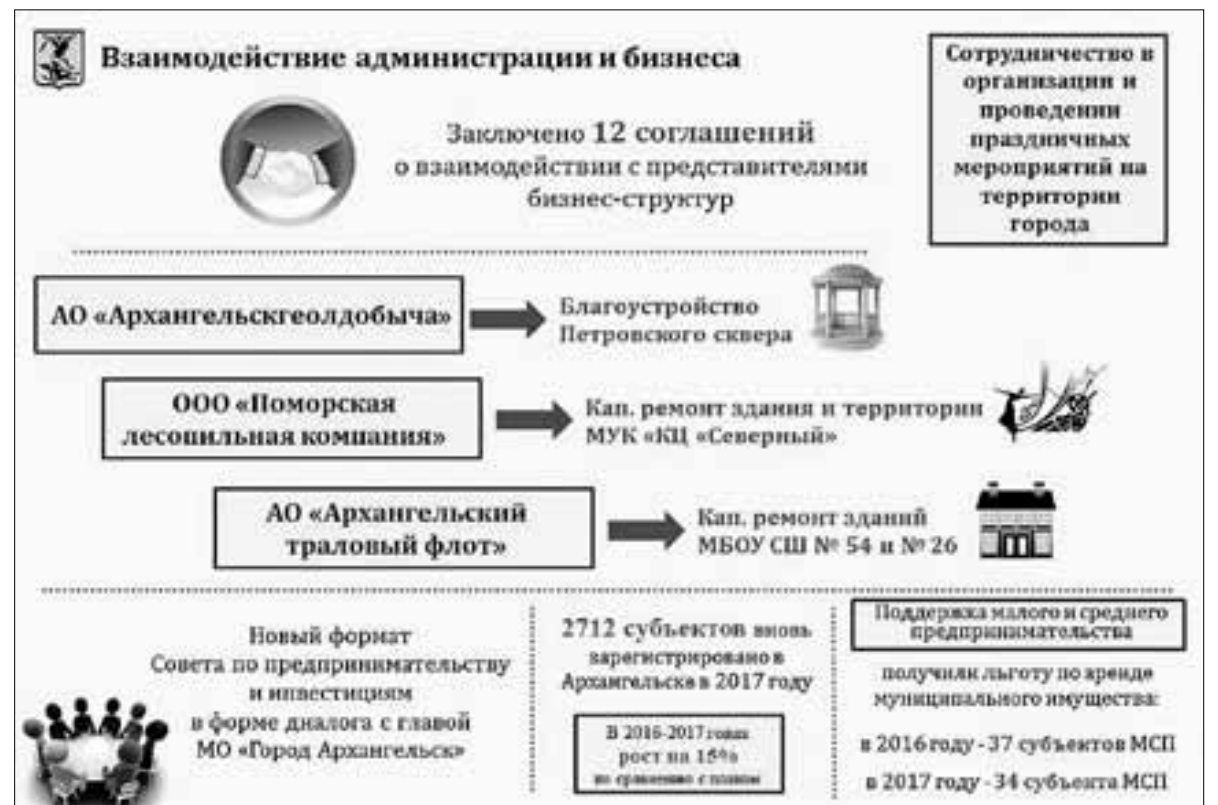 Взаимодействие администрации и бизнеса
Заключено 12 соглашений
о взаимодействии с представителями
бизнес-структур
Сотрудничество в
организации и
проведении
праздничных
мероприятий на
территории
города
АО «Архангельскгеолдобыча»
Благоустройство
Петровского сквера
ООО «Поморская
лесопильная компания»
Кап. ремонт здания и территории
МУК «КЦ «Северный»
АО «Архангельский
траловый флот»
Кап. ремонт зданий
МБОУ СШ № 54 и № 26
Новый формат
Совета по предпринимательству
и инвестициям
в форме диалога с главой
МО «Город Архангельск»
2712 субъектов вновь
зарегистрировано в
Архангельске в 2017 году
В 2016-2017 годах
рост на 15%
по сравнению с
Поддержка малого и среднего
предпринимательства
получили льготу по аренде
муниципального имущества:
в 2016 году - 37 субъектов МСП
в 2017 году - 34 субъекта МСП